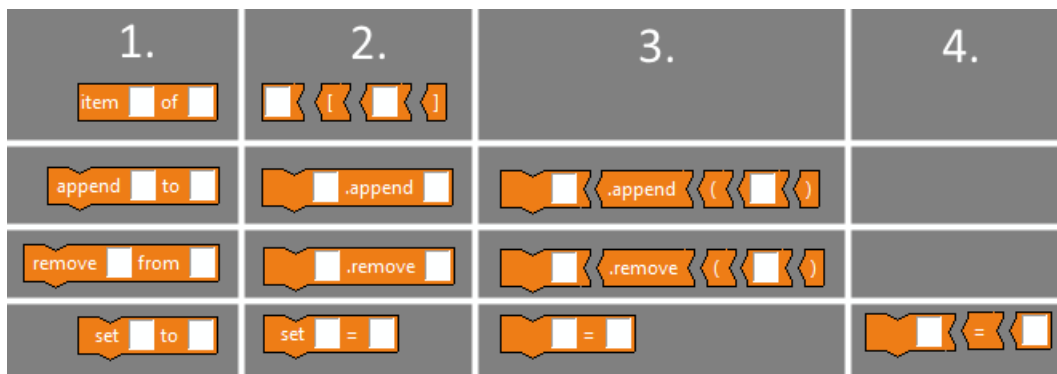 1. 2. 3. 4.
item of [ ]
append to .append .append ( )
remove from .remove .remove ( )
set to set = = =